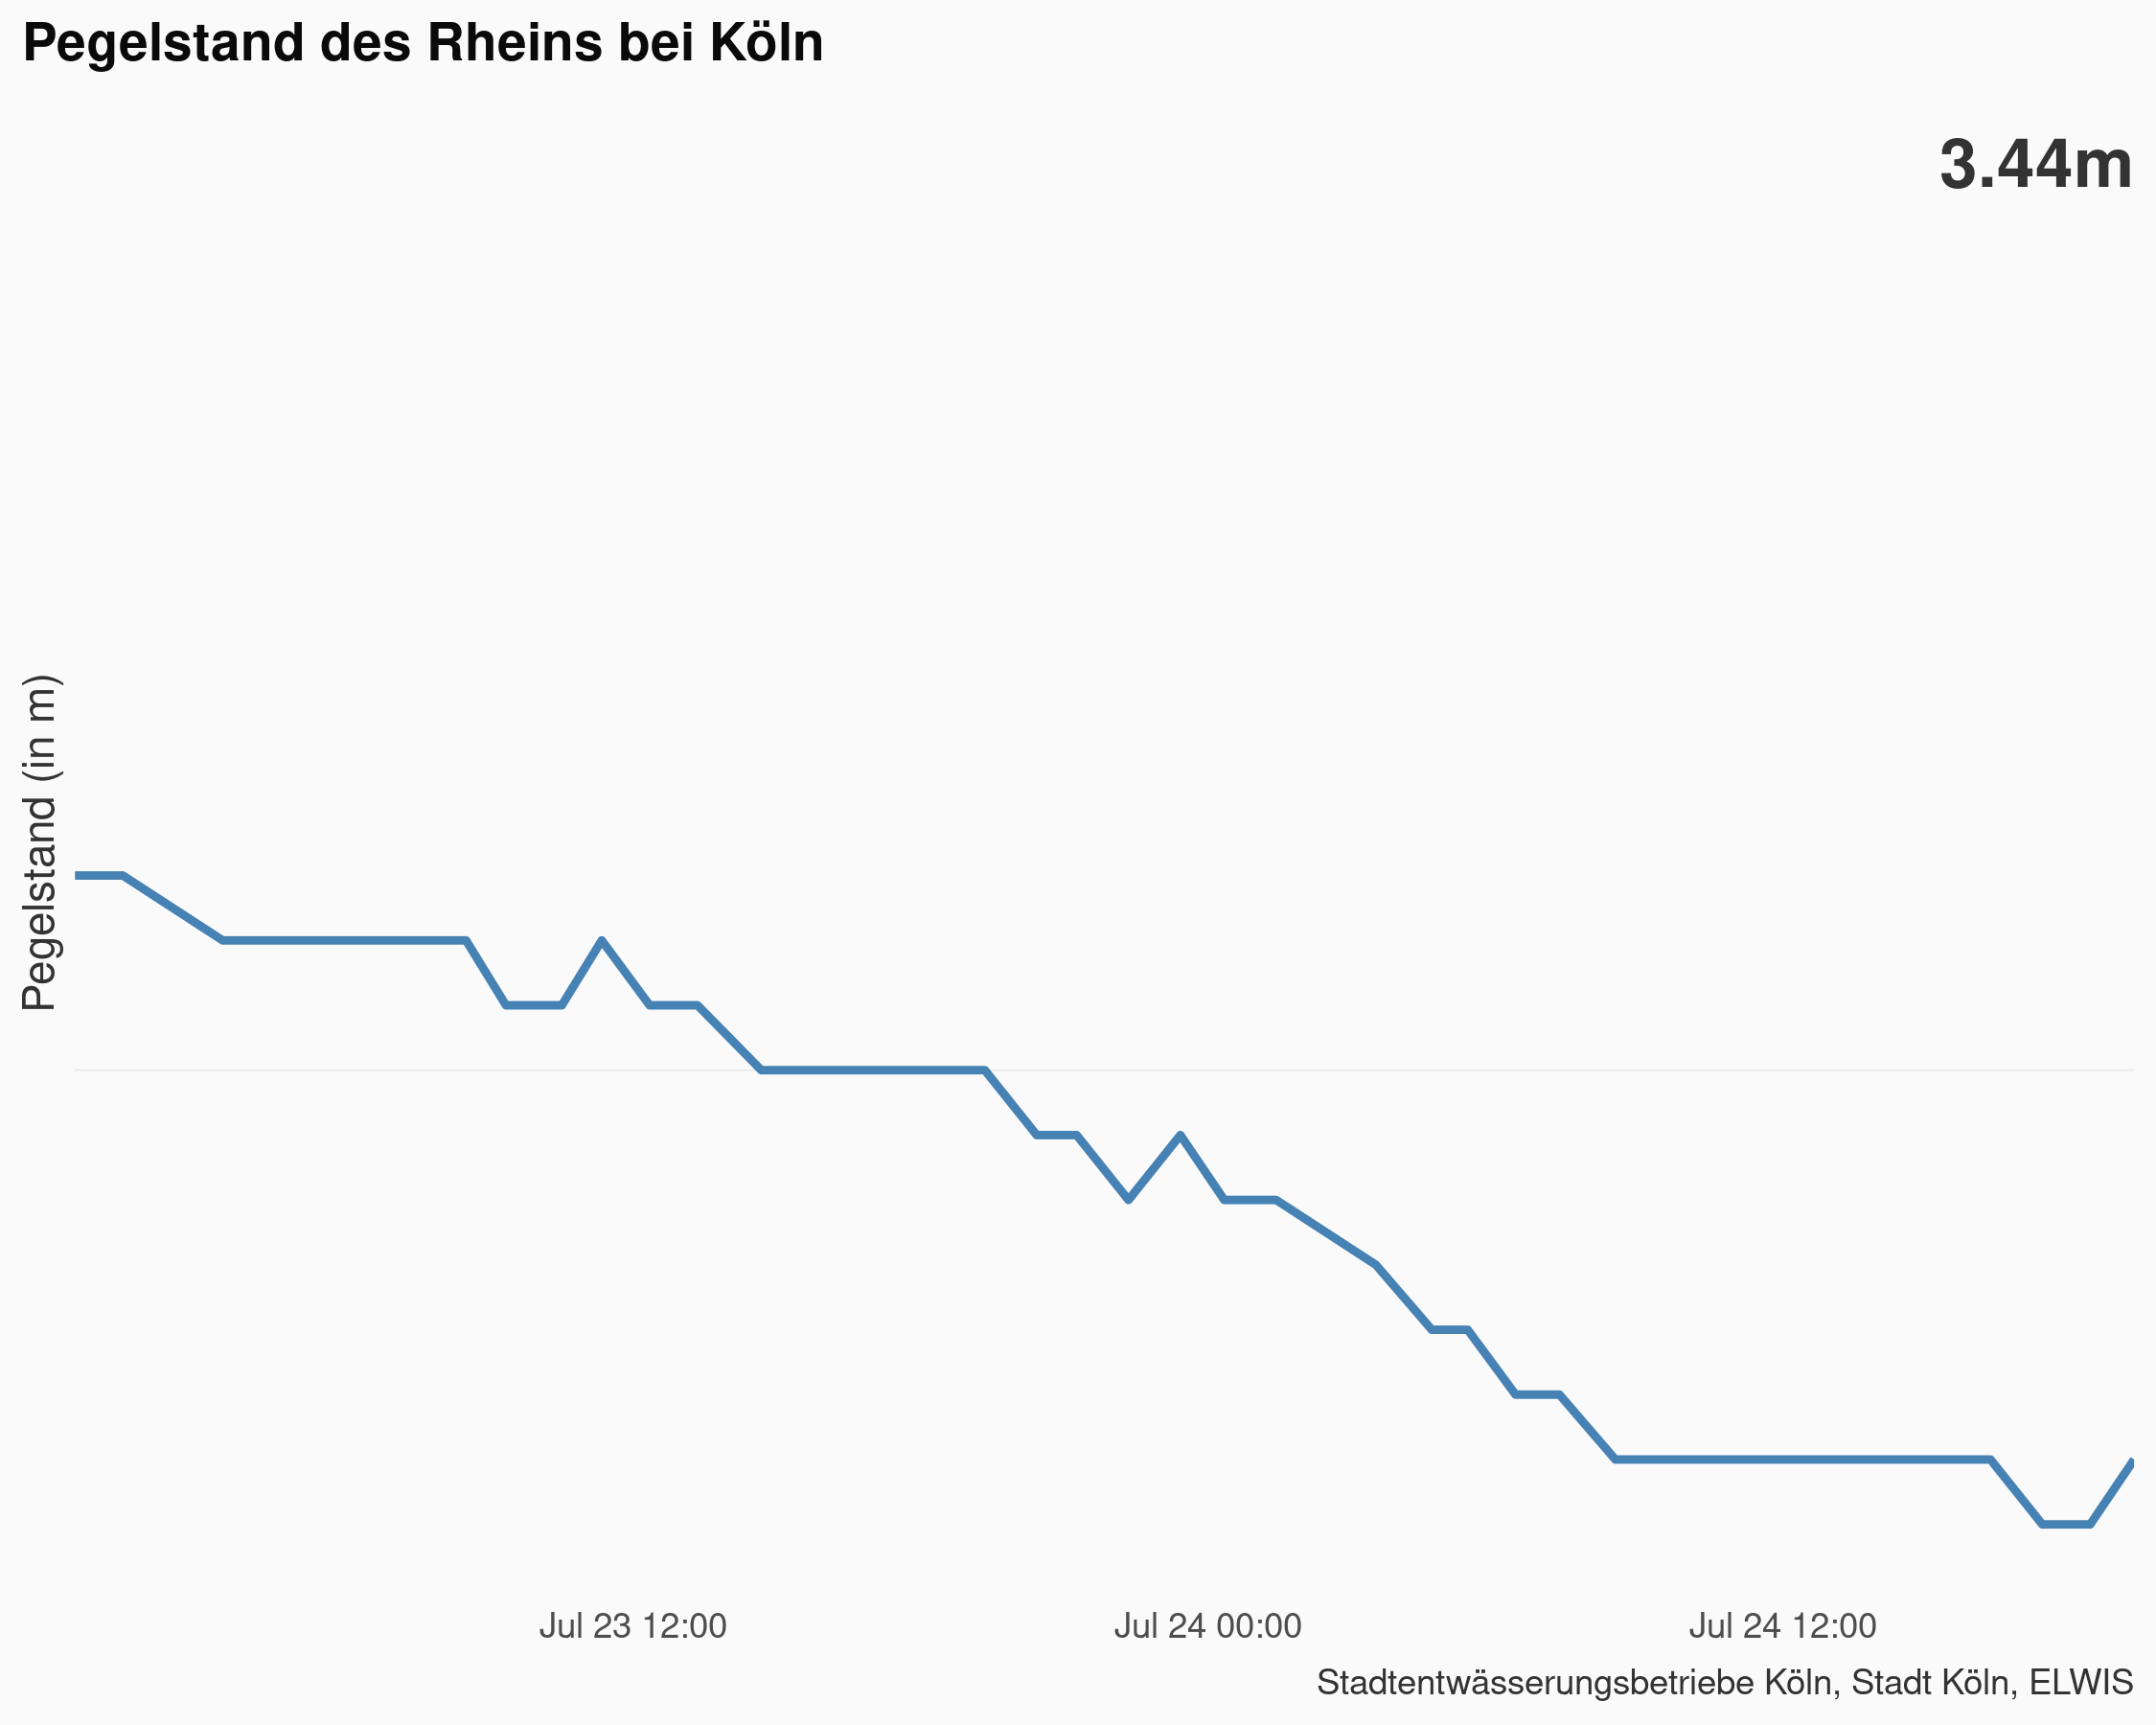 Pegelstand des Rheins bei Köln
3.44m
Pegelstand (in m)
Jul 23 12:00
Jul 24 00:00
Jul 24 12:00
Stadtentwässerungsbetriebe Köln, Stadt Köln, ELWIS